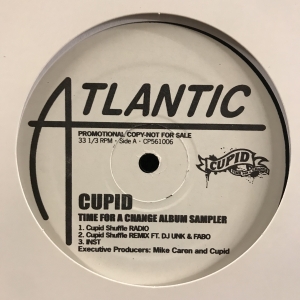 ATLANTIC
PROMOTIONAL COPY-NOT FOR SALE
33 1/3 RPM - Side A - CP561006
CUPID
CUPID
TIME FOR A CHANGE ALBUM SAMPLER
1. Cupid Shuffle RADIO
2. Cupid Shuffle REMIX FT. DJ UNK & FABO
3. INST
Executive Producers: Mike Caren and Cupid